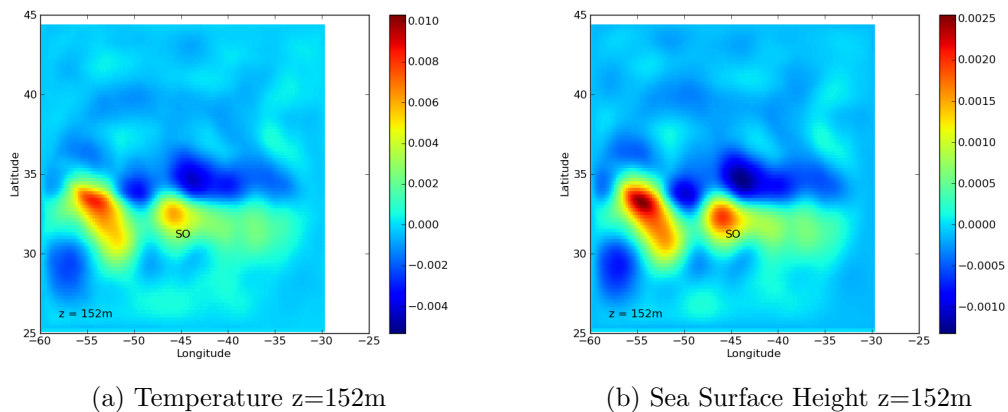 45
40
35
30
25
Latitude
−60 −55 −50 −45 −40 −35 −30 −25
Longitude
SO
z = 152m
0.010
0.008
0.006
0.004
0.002
0.000
−0.002
−0.004
(a) Temperature z=152m
45
40
35
30
25
Latitude
−60 −55 −50 −45 −40 −35 −30 −25
Longitude
SO
z = 152m
0.0025
0.0020
0.0015
0.0010
0.0005
0.0000
−0.0005
−0.0010
(b) Sea Surface Height z=152m